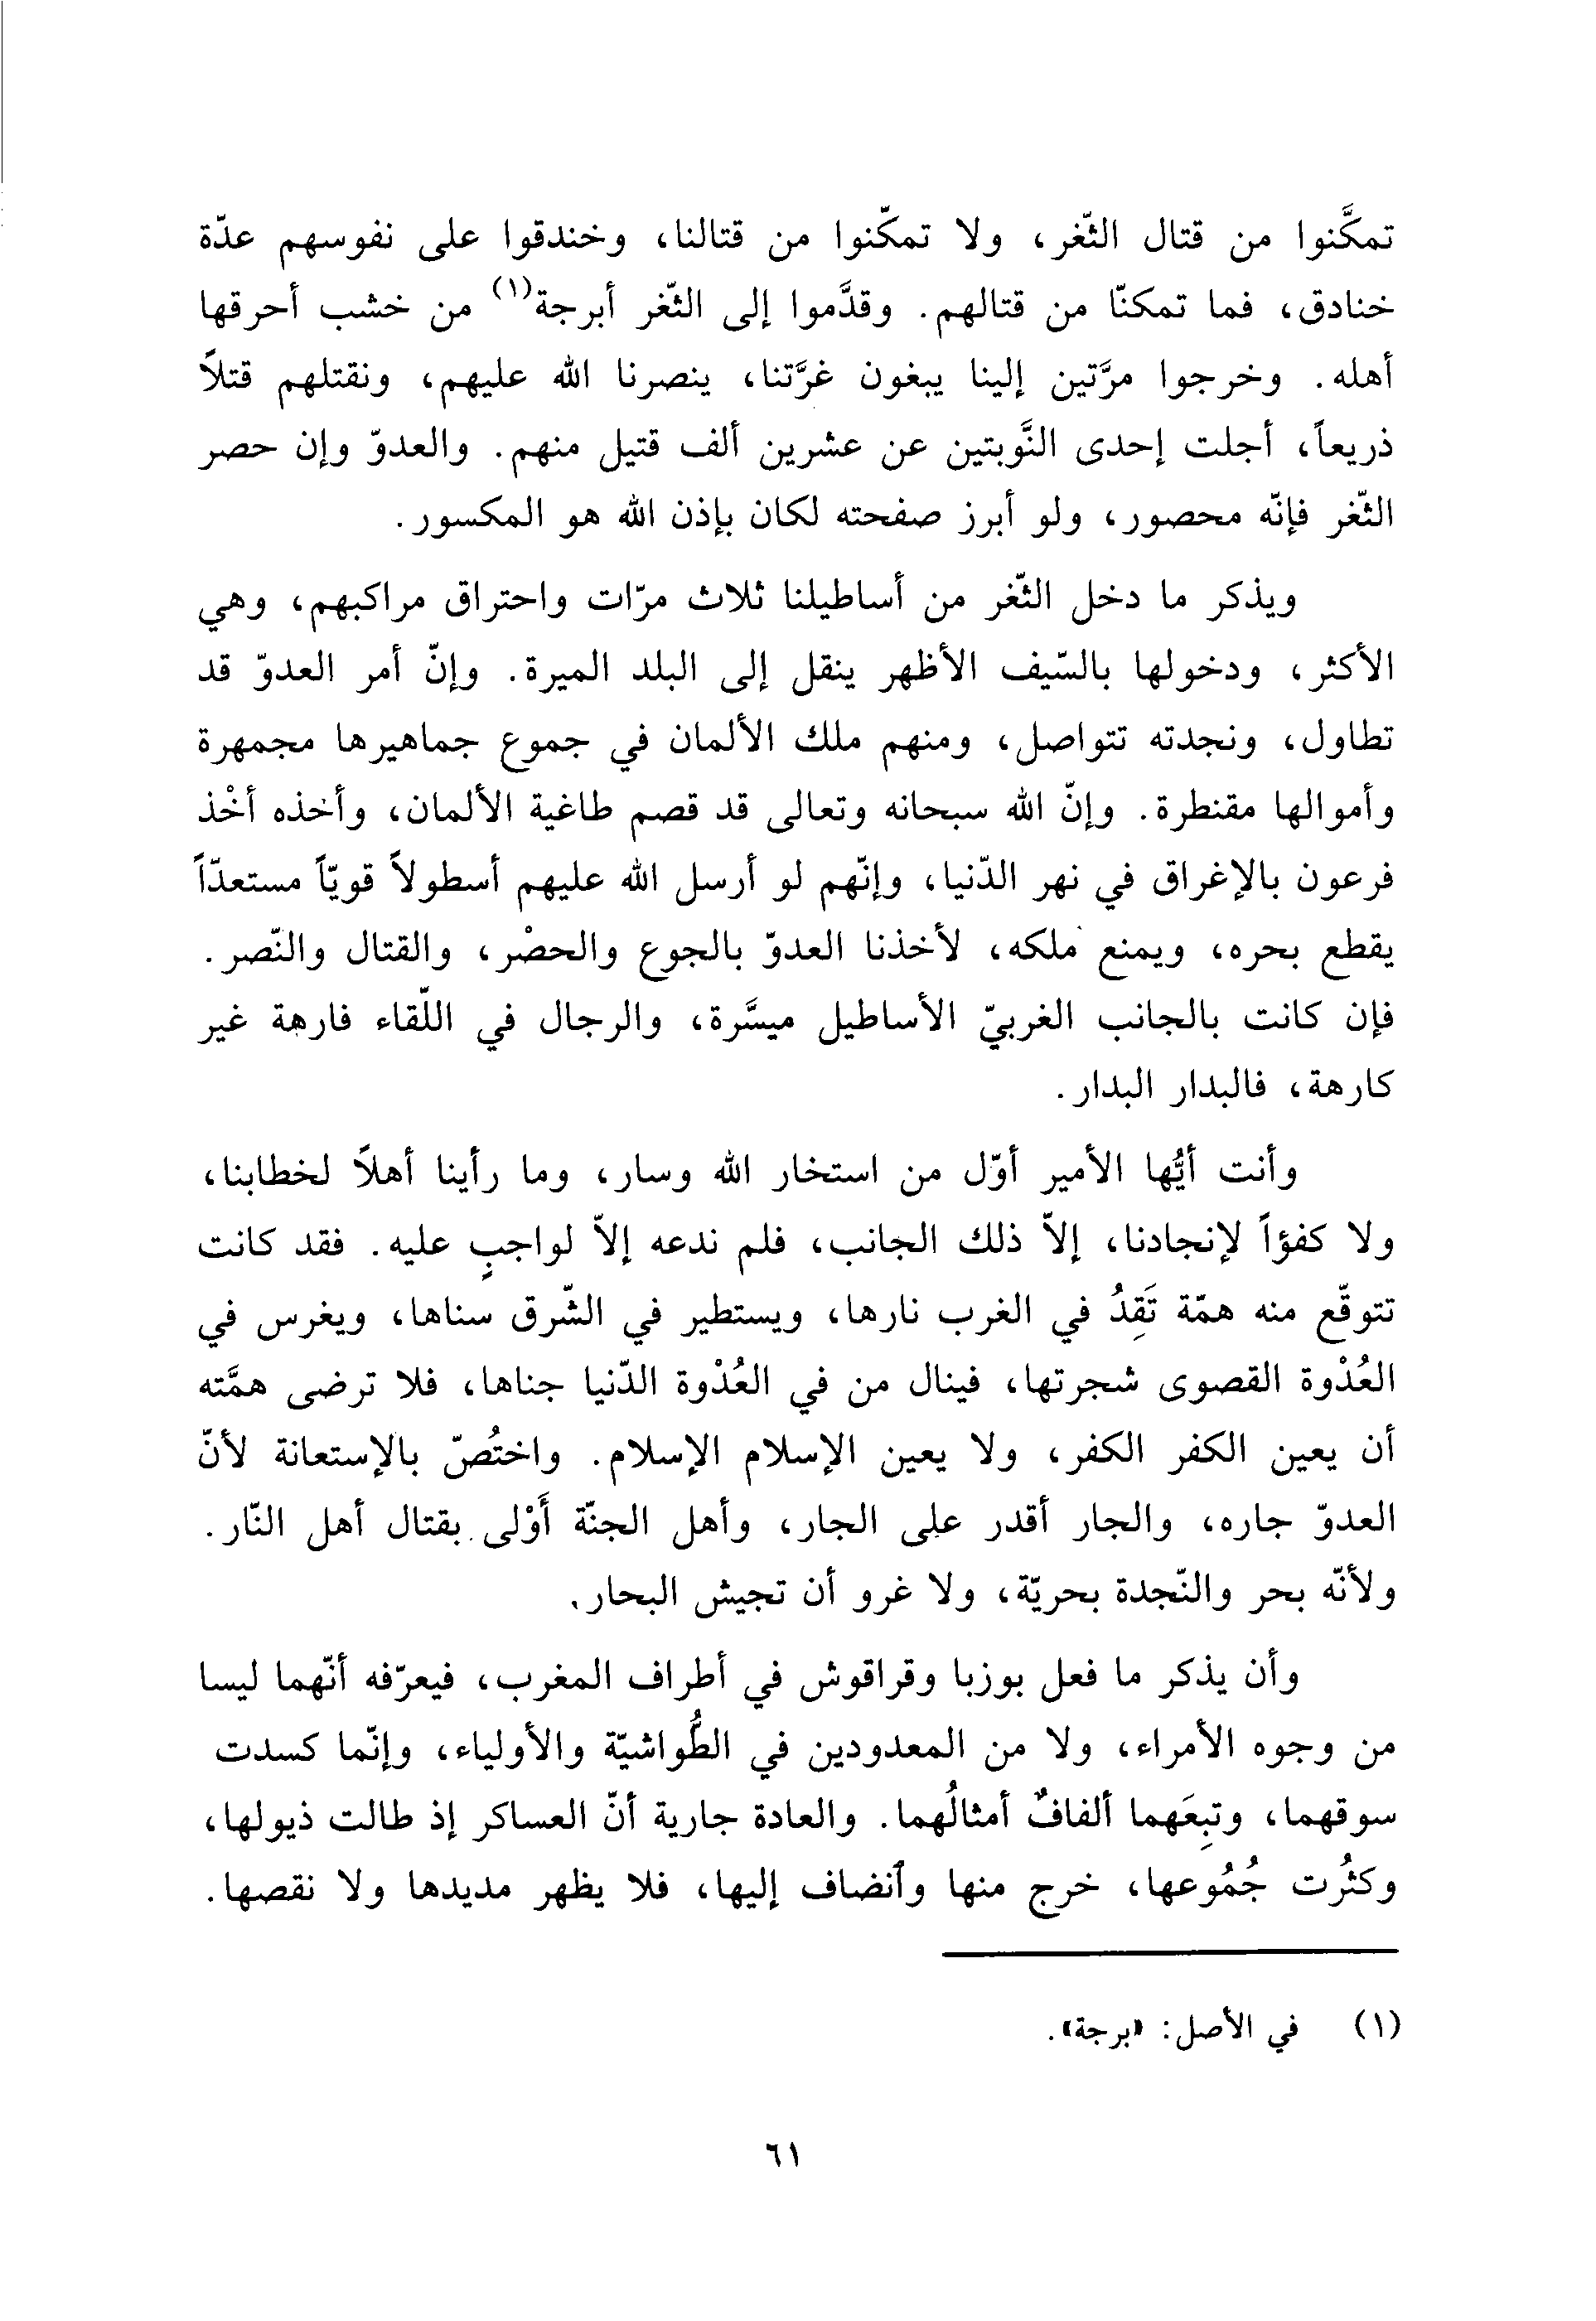 تمكَّنوا من قتال الثّغر، ولا تمكّنوا من قتالنا، وخندقوا على نفوسهم عدّة
خنادق، فما تمكنّا من قتالهم. وقدَّموا إلى الثّغر أبرجة(١) من خشب أحرقها
أهله. وخرجوا مرَّتين إلينا يبغون غرَّتنا، ينصرنا الله عليهم، ونقتلهم قتلاً
ذريعاً، أجلت إحدى النَّوبتين عن عشرين ألف قتيل منهم. والعدوّ وإن حصر
الثّغر فإنّه محصور، ولو أبرز صفحته لكان بإذن الله هو المكسور.
ويذكر ما دخل الثّغر من أساطيلنا ثلاث مرّات واحتراق مراكبهم، وهي
الأكثر، ودخولها بالسّيف الأظهر ينقل إلى البلد الميرة. وإنّ أمر العدوّ قد
تطاول، ونجدته تتواصل، ومنهم ملك الألمان في جموع جماهيرها مجمهرة
وأموالها مقنطرة. وإنّ الله سبحانه وتعالى قد قصم طاغية الألمان، وأخذه أخْذ
فرعون بالإغراق في نهر الدّنيا، وإنّهم لو أرسل الله عليهم أسطولاً قويّاً مستعدّاً
يقطع بحره، ويمنع ملكه، لأخذنا العدوّ بالجوع والحصْر، والقتال والنّصر.
فإن كانت بالجانب الغربيّ الأساطيل ميسَّرة، والرجال في اللّقاء فارهة غير
كارهة، فالبدار البدار.
وأنت أيُّها الأمير أوّل من استخار الله وسار، وما رأينا أهلاً لخطابنا،
ولا كفؤاً لإنجادنا، إلاّ ذلك الجانب، فلم ندعه إلاّ لواجبٍ عليه. فقد كانت
تتوقّع منه همّة تَقِدُ في الغرب نارها، ويستطير في الشّرق سناها، ويغرس في
العُدْوة القصوى شجرتها، فينال من في العُدْوة الدّنيا جناها، فلا ترضى همَّته
أن يعين الكفر الكفر، ولا يعين الإسلام الإسلام. واختُصّ بالإستعانة لأنّ
العدوّ جاره، والجار أقدر على الجار، وأهل الجنّة أَوْلى بقتال أهل النّار.
ولأنّه بحر والنّجدة بحريّة، ولا غرو أن تجيش البحار.
وأن يذكر ما فعل بوزبا وقراقوش في أطراف المغرب، فيعرّفه أنّهما ليسا
من وجوه الأمراء، ولا من المعدودين في الطُّواشيّة والأولياء، وإنّما كسدت
سوقهما، وتبِعَهما ألفافٌ أمثالُهما. والعادة جارية أنّ العساكر إذ طالت ذيولها،
وكثُرت جُمُوعها، خرج منها وٱنضاف إليها، فلا يظهر مديدها ولا نقصها.
(١) في الأصل: «برجة».
٦١